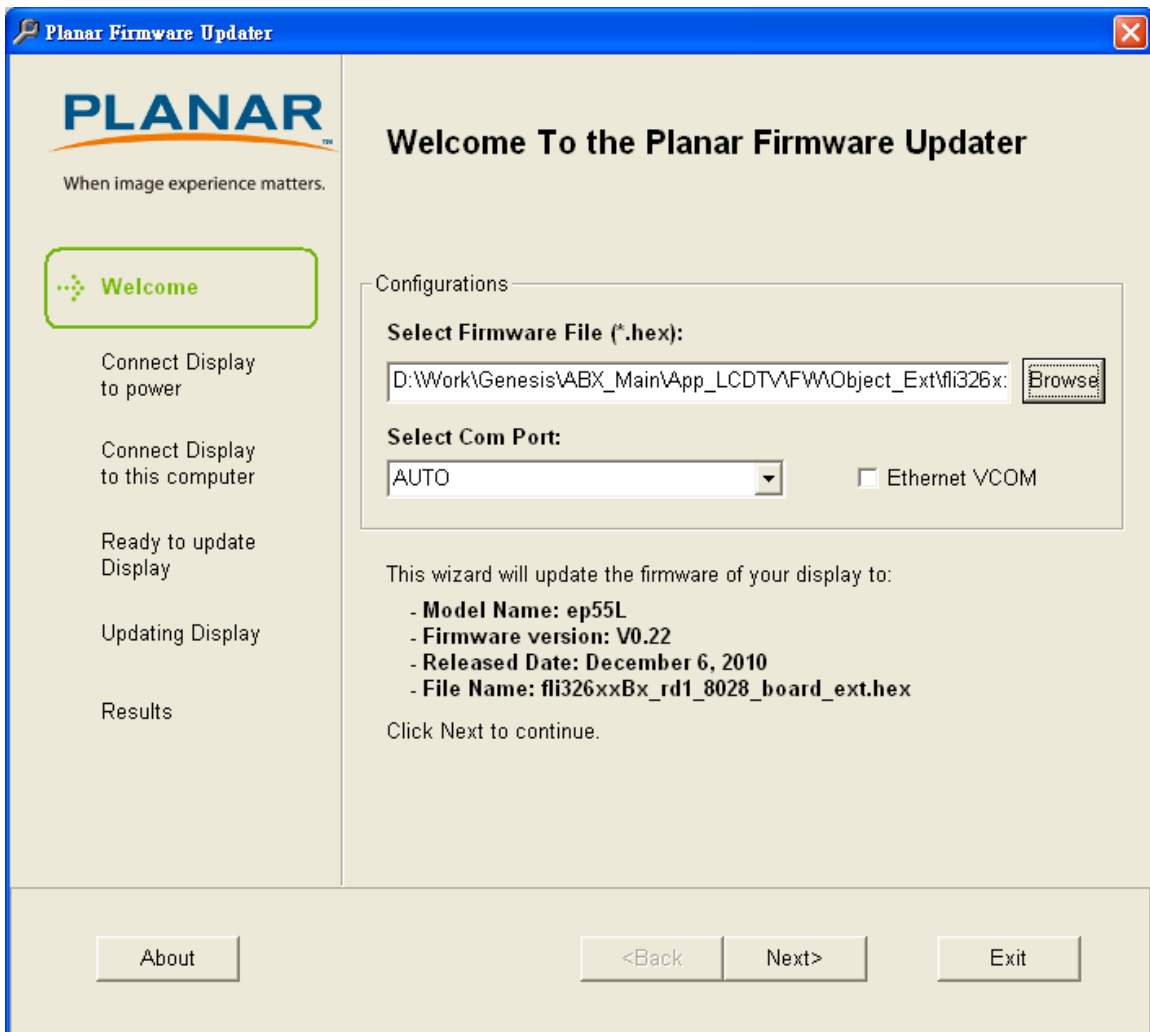 Planar Firmware Updater
PLANAR
TM
When image experience matters.
Welcome
Connect Display
to power
Connect Display
to this computer
Ready to update
Display
Updating Display
Results
Welcome To the Planar Firmware Updater
Configurations
Select Firmware File (*.hex):
D:\Work\Genesis\ABX_Main\App_LCDTV\FW\Object_Ext\fli326x:
Browse
Select Com Port:
AUTO
Ethernet VCOM
This wizard will update the firmware of your display to:
- Model Name: ep55L
- Firmware version: V0.22
- Released Date: December 6, 2010
- File Name: fli326xxBx_rd1_8028_board_ext.hex
Click Next to continue.
About
<Back
Next>
Exit